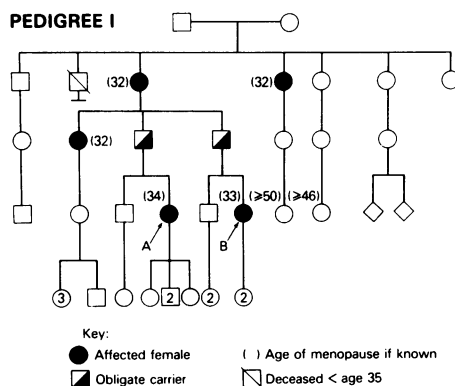 PEDIGREE I
(32) (32)
(32)
(34) (33) (≥50) (≥46)
A B
3 2 2 2
Key:
Affected female ( ) Age of menopause if known
Obligate carrier Deceased < age 35